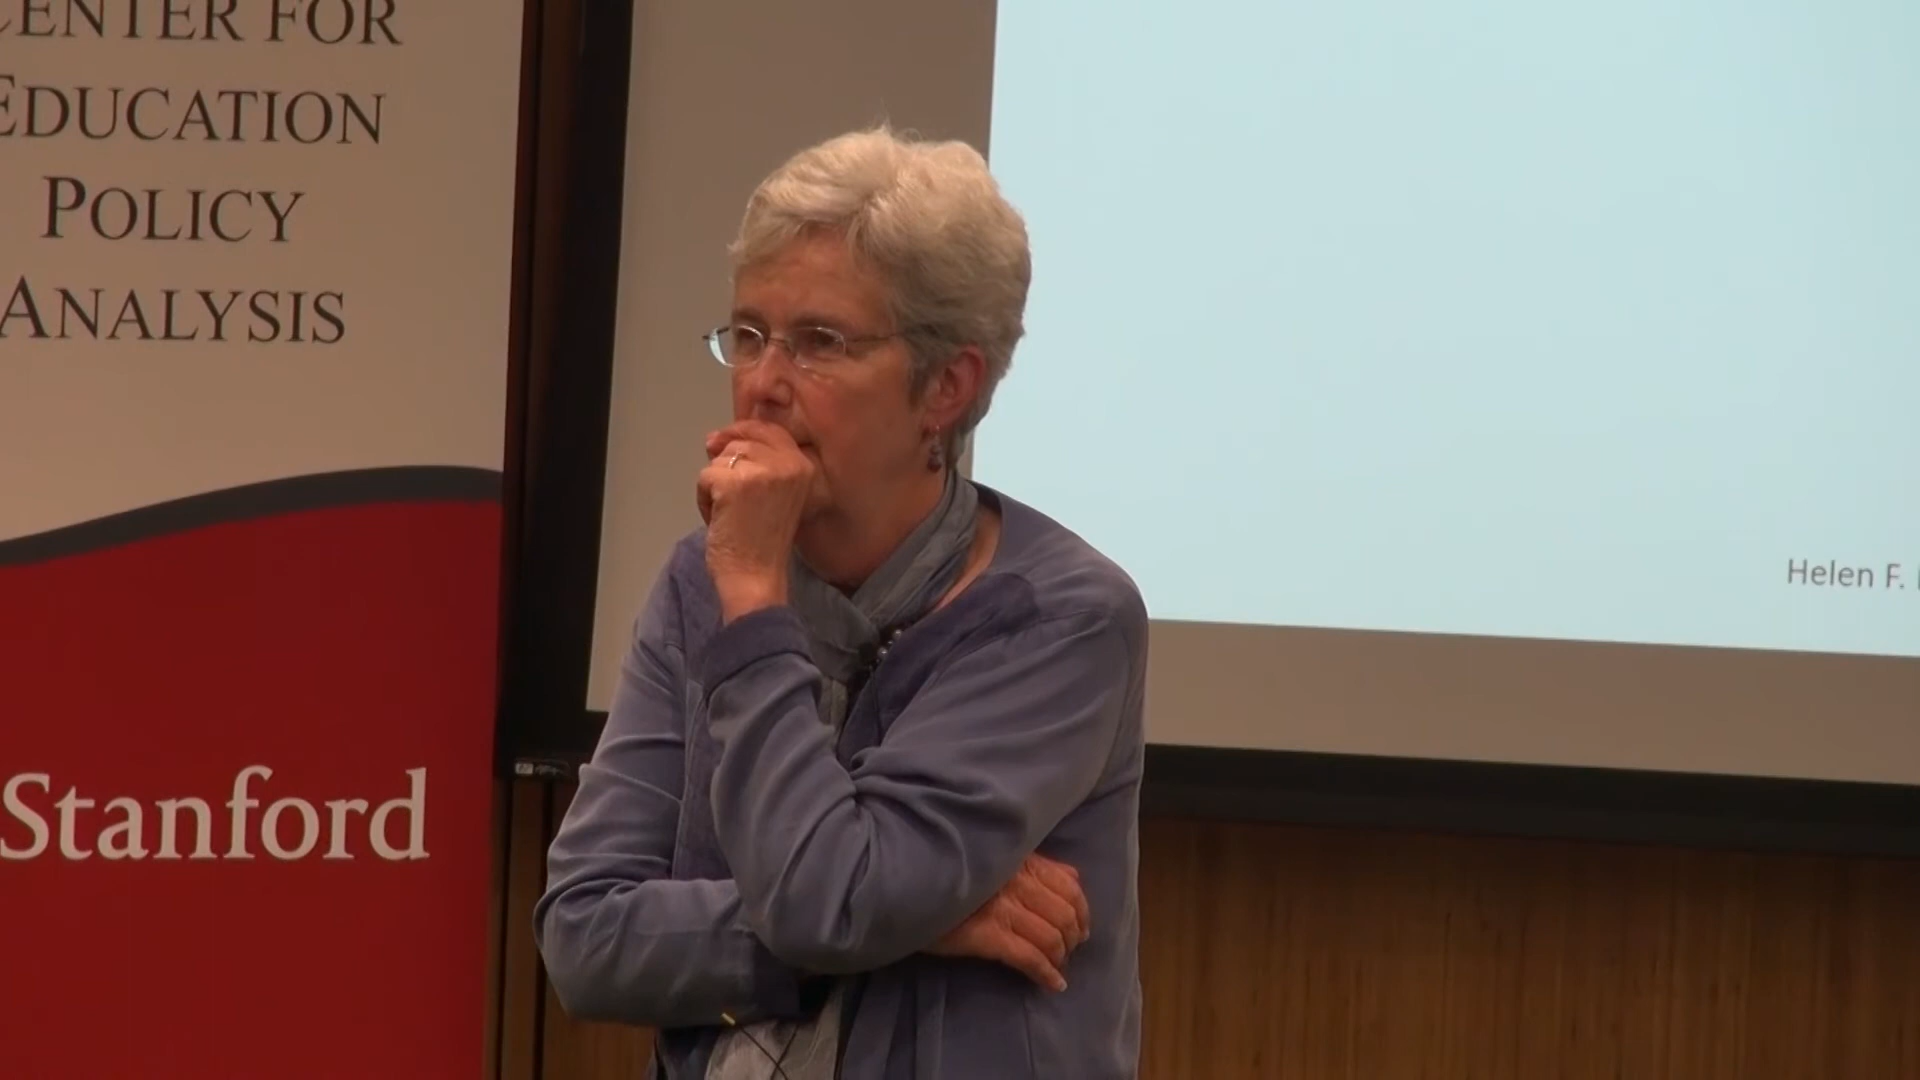 CENTER FOR
EDUCATION
POLICY
ANALYSIS
Stanford
Helen F.